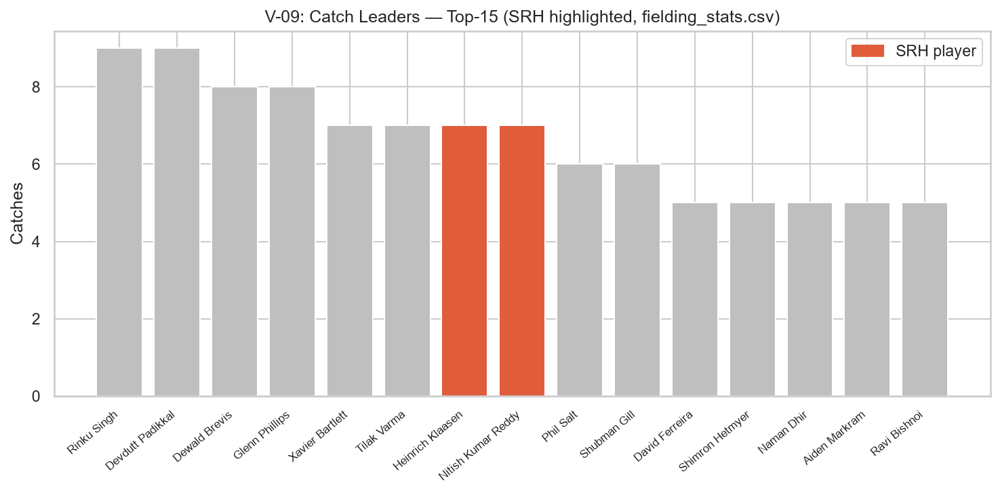 V-09: Catch Leaders — Top-15 (SRH highlighted, fielding_stats.csv)
SRH player
Catches
8
6
4
2
0
Rinku Singh
Devdutt Padikkal
Dewald Brevis
Glenn Phillips
Xavier Bartlett
Tilak Varma
Heinrich Klaasen
Nitish Kumar Reddy
Phil Salt
Shubman Gill
David Ferreira
Shimron Hetmyer
Naman Dhir
Aiden Markram
Ravi Bishnoi